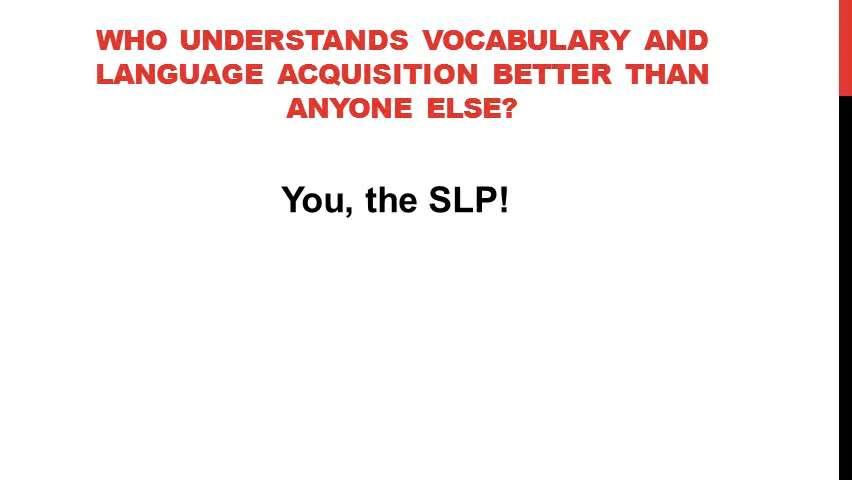 WHO UNDERSTANDS VOCABULARY AND
LANGUAGE ACQUISITION BETTER THAN
ANYONE ELSE?
You, the SLP!